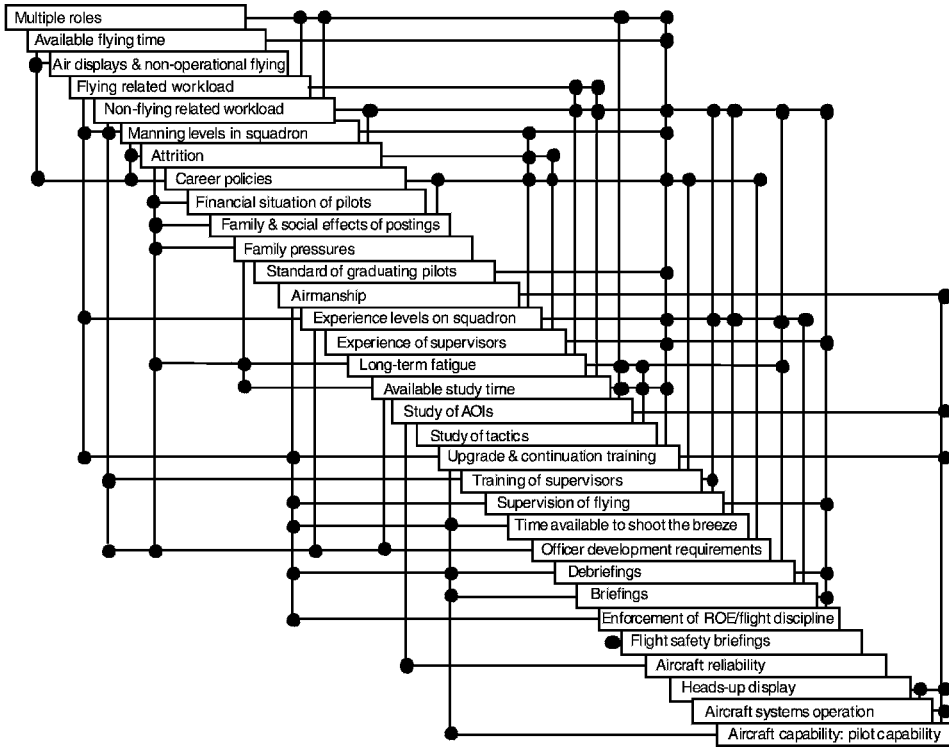 Multiple roles
Available flying time
Air displays & non-operational flying
Flying related workload
Non-flying related workload
Manning levels in squadron
Attrition
Career policies
Financial situation of pilots
Family & social effects of postings
Family pressures
Standard of graduating pilots
Airmanship
Experience levels on squadron
Experience of supervisors
Long-term fatigue
Available study time
Study of AOIs
Study of tactics
Upgrade & continuation training
Training of supervisors
Supervision of flying
Time available to shoot the breeze
Officer development requirements
Debriefings
Briefings
Enforcement of ROE/flight discipline
Flight safety briefings
Aircraft reliability
Heads-up display
Aircraft systems operation
Aircraft capability: pilot capability